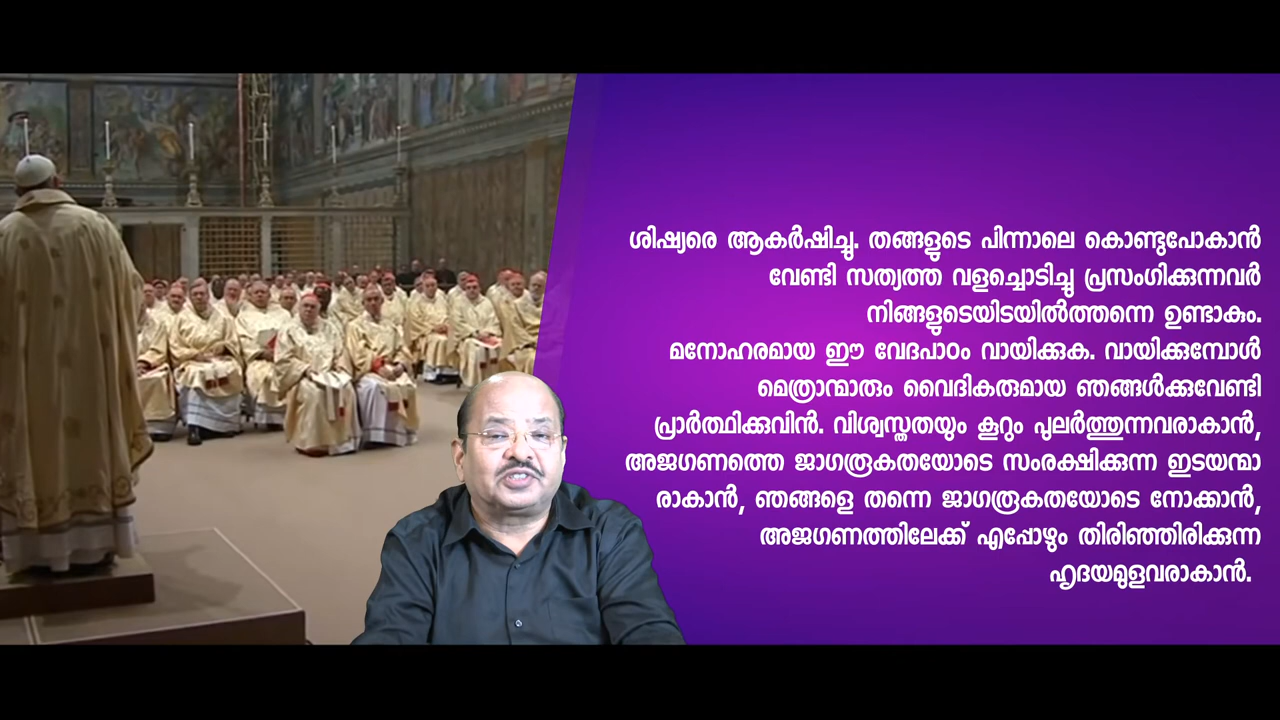 ശിഷ്യരെ ആകർഷിച്ചു. തങ്ങളുടെ പിന്നാലെ കൊണ്ടുപോകാൻ
വേണ്ടി സത്യത്ത വളച്ചൊടിച്ചു പ്രസംഗിക്കുന്നവർ
നിങ്ങളുടെയിടയിൽത്തന്നെ ഉണ്ടാകും.
മനോഹരമായ ഈ വേദപാഠം വായിക്കുക. വായിക്കുമ്പോൾ
മെത്രാന്മാരും വൈദികരുമായ ഞങ്ങൾക്കുവേണ്ടി
പ്രാർത്ഥിക്കുവിൻ. വിശ്വസ്തതയും കൂറും പുലർത്തുന്നവരാകാൻ,
അജഗണത്തെ ജാഗരൂകതയോടെ സംരക്ഷിക്കുന്ന ഇടയന്മാ
രാകാൻ, ഞങ്ങളെ തന്നെ ജാഗരൂകതയോടെ നോക്കാൻ,
അജഗണത്തിലേക്ക് എപ്പോഴും തിരിഞ്ഞിരിക്കുന്ന
ഹൃദയമുളവരാകാൻ.